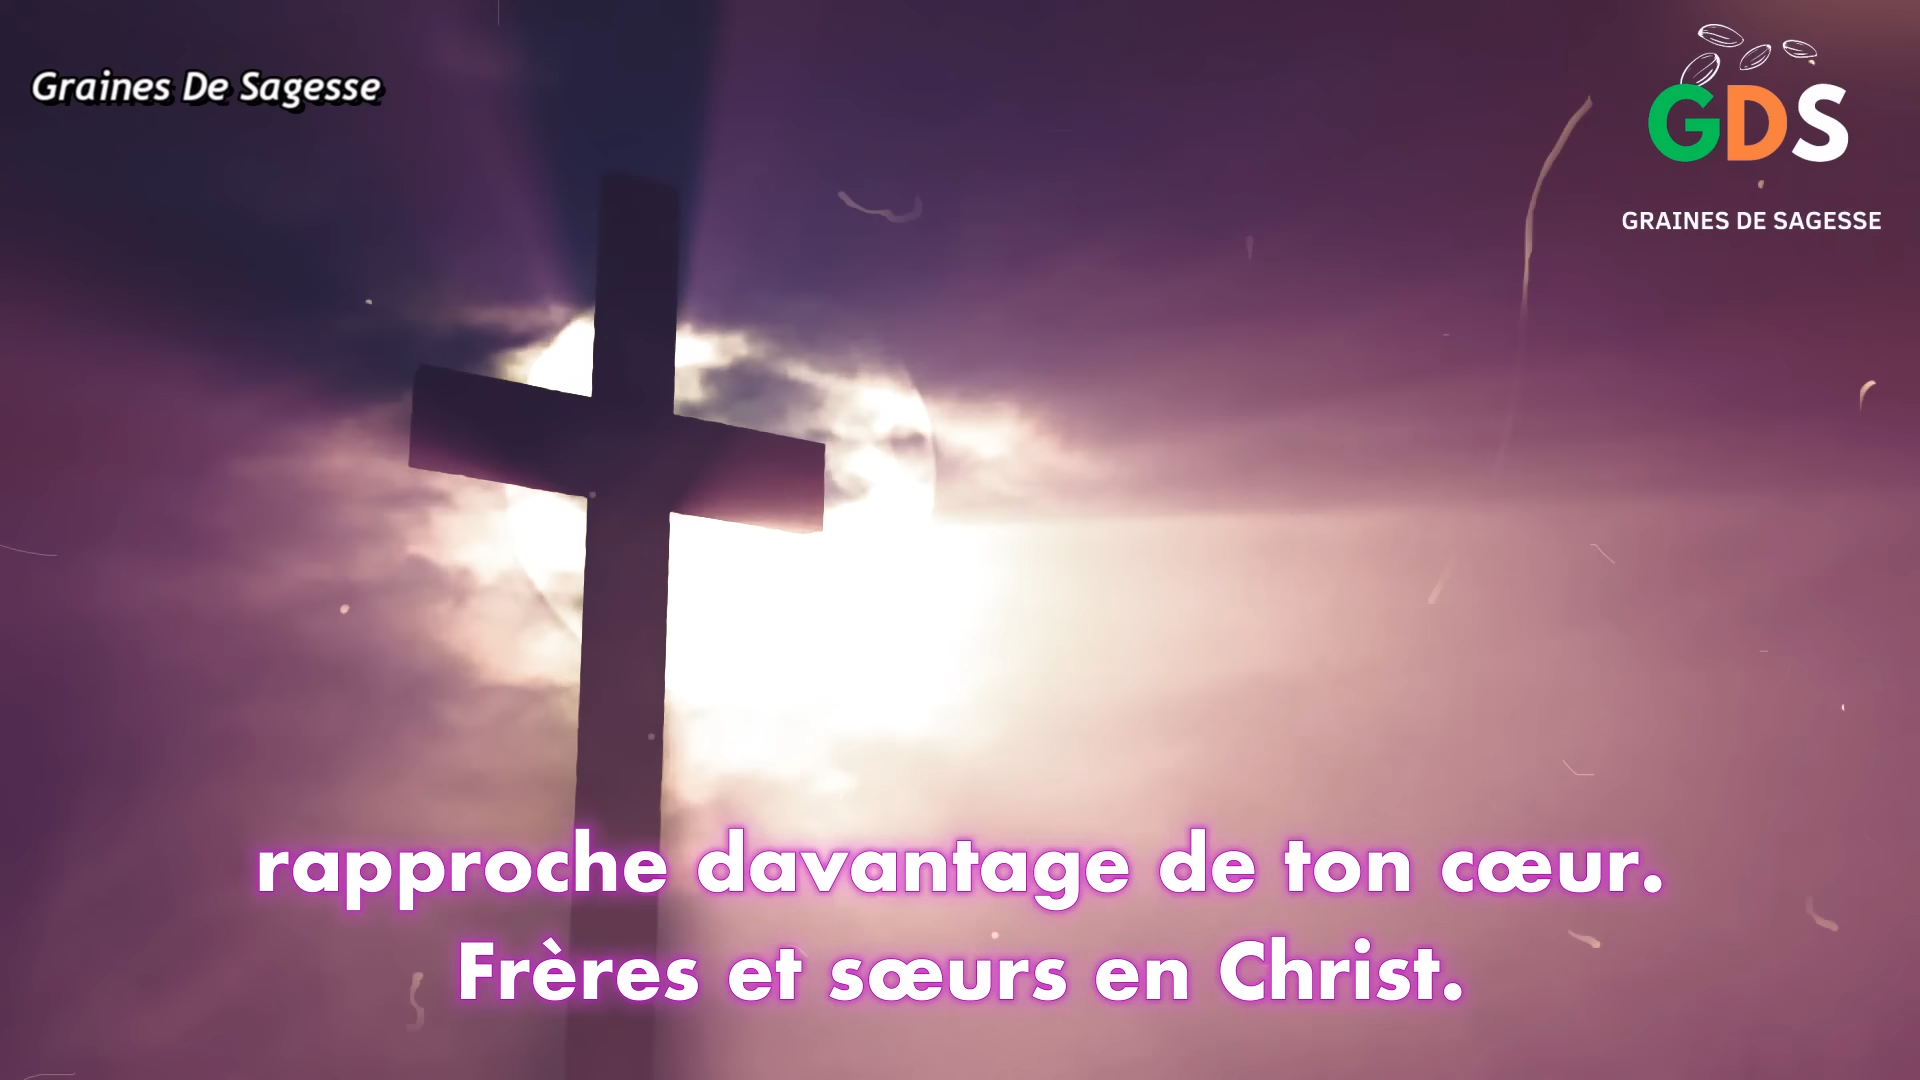 Graines De Sagesse
GDS
GRAINES DE SAGESSE
rapproche davantage de ton cœur.
Frères et sœurs en Christ.